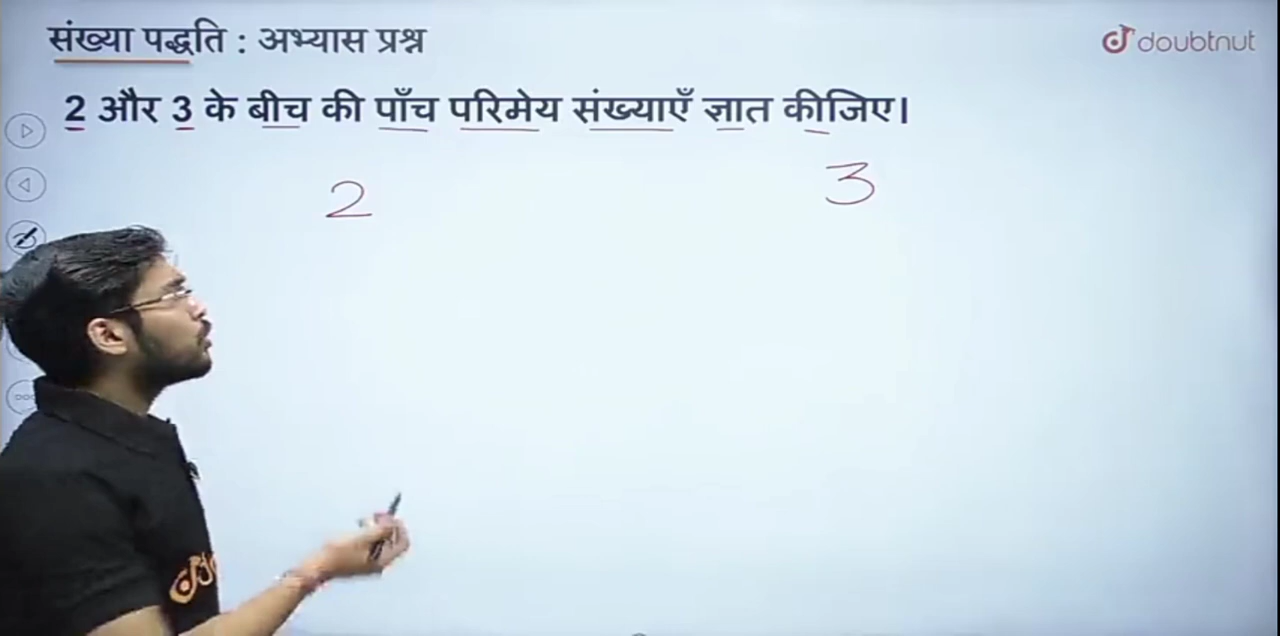 संख्या पद्धति : अभ्यास प्रश्न
doubtnut
2 और 3 के बीच की पाँच परिमेय संख्याएँ ज्ञात कीजिए।
2 3